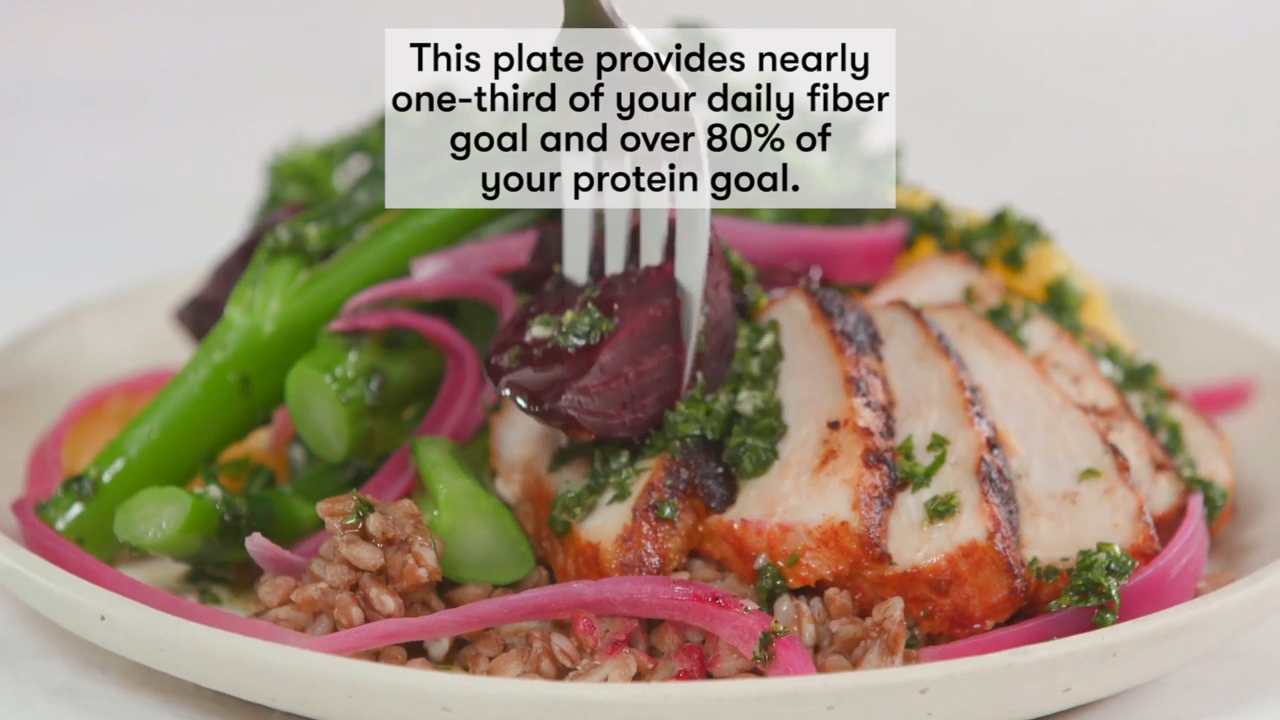 This plate provides nearly
one-third of your daily fiber
goal and over 80% of
your protein goal.